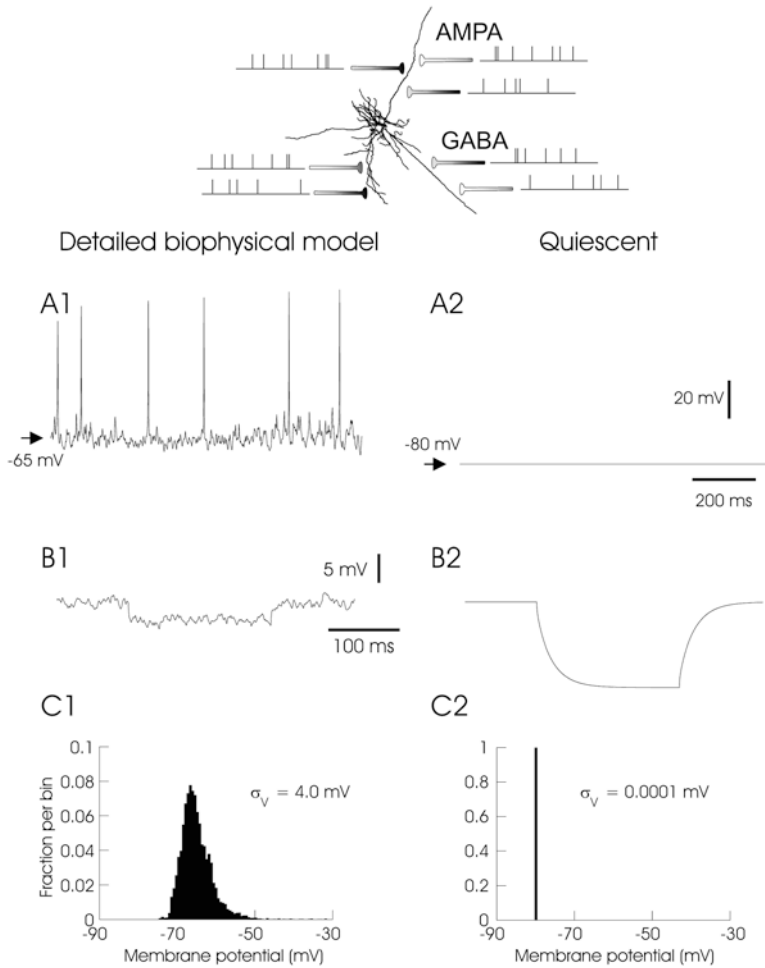 AMPA
GABA
Detailed biophysical model
Quiescent
A1
A2
-65 mV
20 mV
-80 mV
200 ms
B1
5 mV
B2
100 ms
C1
C2
0.1
0.08
0.06
0.04
0.02
0
Fraction per bin
σV = 4.0 mV
-90
-70
-50
-30
Membrane potential (mV)
1
0.8
0.6
0.4
0.2
0
σV = 0.0001 mV
-90
-70
-50
-30
Membrane potential (mV)